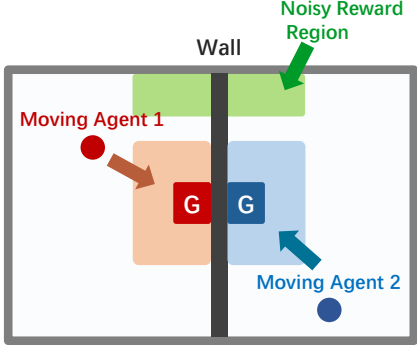 Noisy Reward
Region
Wall
Moving Agent 1
G
G
Moving Agent 2